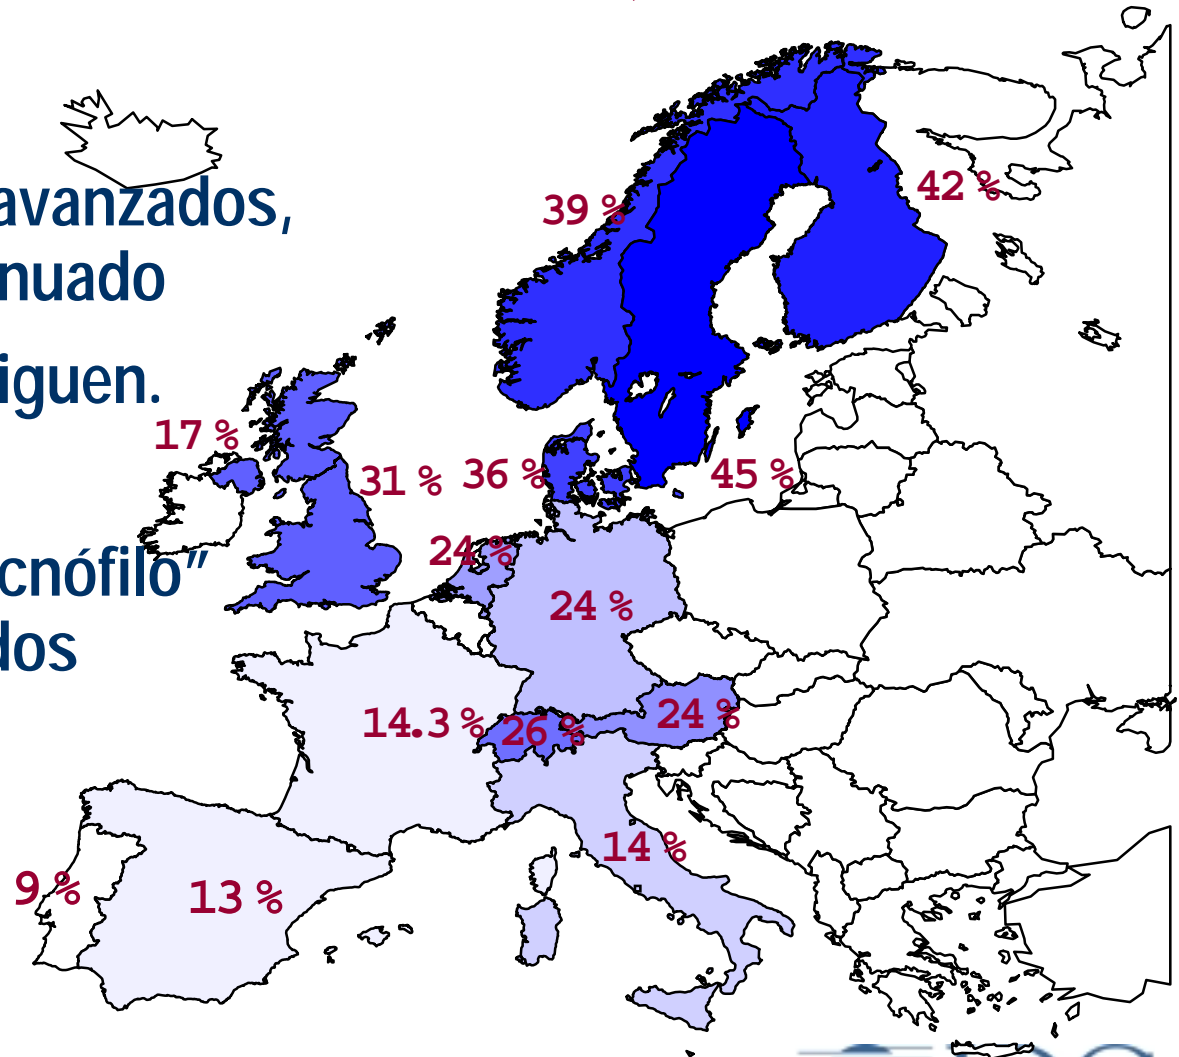 avanzados,
nuado
iguen.
cnófilo”
dos
39 %
42 %
17 %
31 %
36 %
45 %
24 %
24 %
14.3 %
26 %
24 %
14 %
9 %
13 %